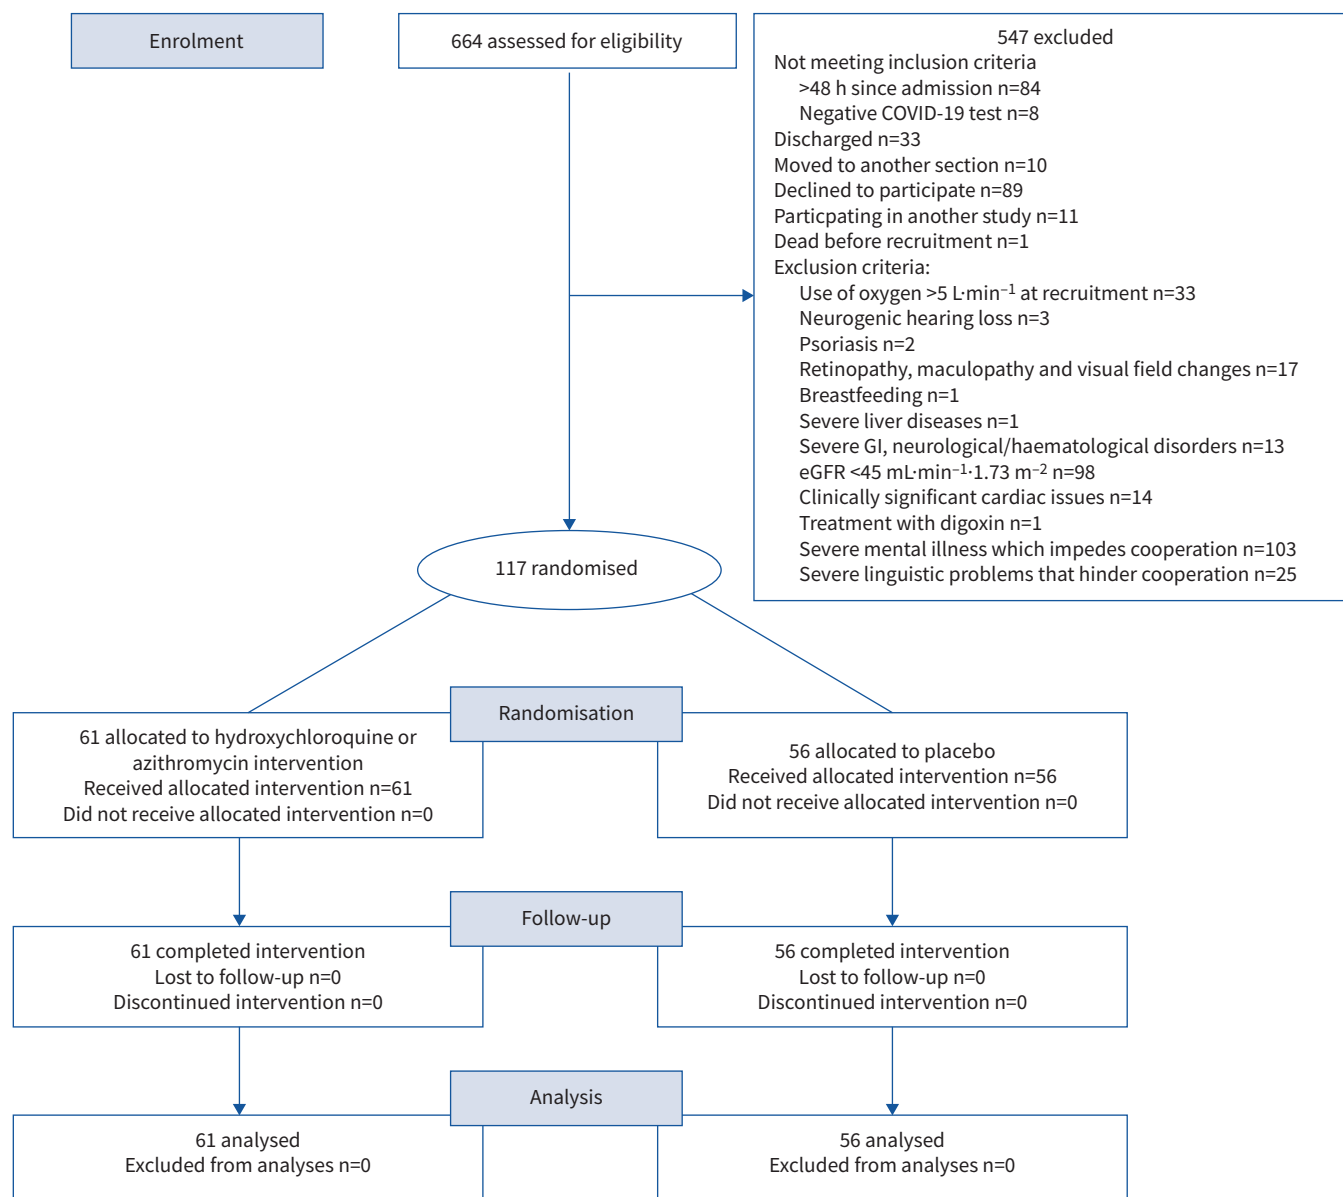 Enrolment
664 assessed for eligibility
547 excluded
Not meeting inclusion criteria
>48 h since admission n=84
Negative COVID-19 test n=8
Discharged n=33
Moved to another section n=10
Declined to participate n=89
Particpating in another study n=11
Dead before recruitment n=1
Exclusion criteria:
Use of oxygen >5 L·min⁻¹ at recruitment n=33
Neurogenic hearing loss n=3
Psoriasis n=2
Retinopathy, maculopathy and visual field changes n=17
Breastfeeding n=1
Severe liver diseases n=1
Severe GI, neurological/haematological disorders n=13
eGFR <45 mL·min⁻¹·1.73 m⁻² n=98
Clinically significant cardiac issues n=14
Treatment with digoxin n=1
Severe mental illness which impedes cooperation n=103
Severe linguistic problems that hinder cooperation n=25
117 randomised
Randomisation
61 allocated to hydroxychloroquine or
azithromycin intervention
Received allocated intervention n=61
Did not receive allocated intervention n=0
56 allocated to placebo
Received allocated intervention n=56
Did not receive allocated intervention n=0
Follow-up
61 completed intervention
Lost to follow-up n=0
Discontinued intervention n=0
56 completed intervention
Lost to follow-up n=0
Discontinued intervention n=0
Analysis
61 analysed
Excluded from analyses n=0
56 analysed
Excluded from analyses n=0